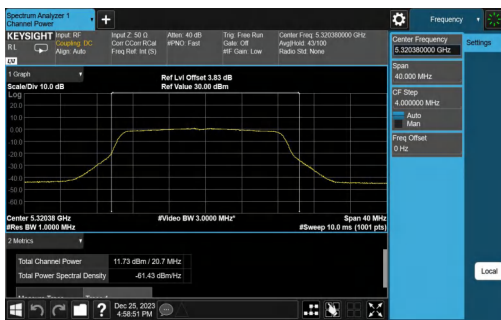 Spectrum Analyzer 1
Channel Power
Frequency
KEYSIGHT
Input: RF
Coupling: DC
Align: Auto
Input Z: 50 Ω
Corr CCorr RCal
Freq Ref: Int (S)
Atten: 40 dB
#PNO: Fast
Trig: Free Run
Gate: Off
#IF Gain: Low
Center Freq: 5.320380000 GHz
Avg|Hold: 43/100
Radio Std: None
RL
Center Frequency
5.320380000 GHz
Settings
Span
40.000 MHz
CF Step
4.000000 MHz
Auto
Man
Freq Offset
0 Hz
Local
1 Graph
Scale/Div 10.0 dB
Ref Lvl Offset 3.83 dB
Ref Value 30.00 dBm
Log
20.0
10.0
0.00
-10.0
-20.0
-30.0
-40.0
-50.0
-60.0
Center 5.32038 GHz
#Res BW 1.0000 MHz
#Video BW 3.0000 MHz*
Span 40 MHz
#Sweep 10.0 ms (1001 pts)
2 Metrics
Total Channel Power 11.73 dBm / 20.7 MHz
Total Power Spectral Density -61.43 dBm/Hz
Dec 25, 2023
4:58:51 PM